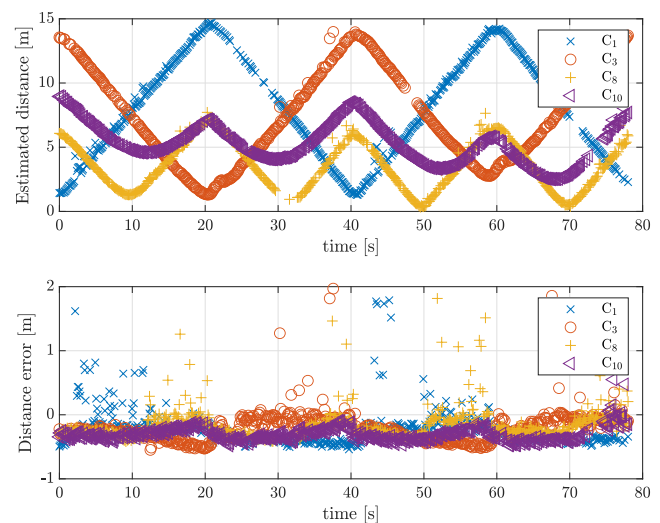 15
10
5
0
Estimated distance [m]
C1
C3
C8
C10
0 10 20 30 40 50 60 70 80
time [s]
2
1
0
-1
Distance error [m]
C1
C3
C8
C10
0 10 20 30 40 50 60 70 80
time [s]